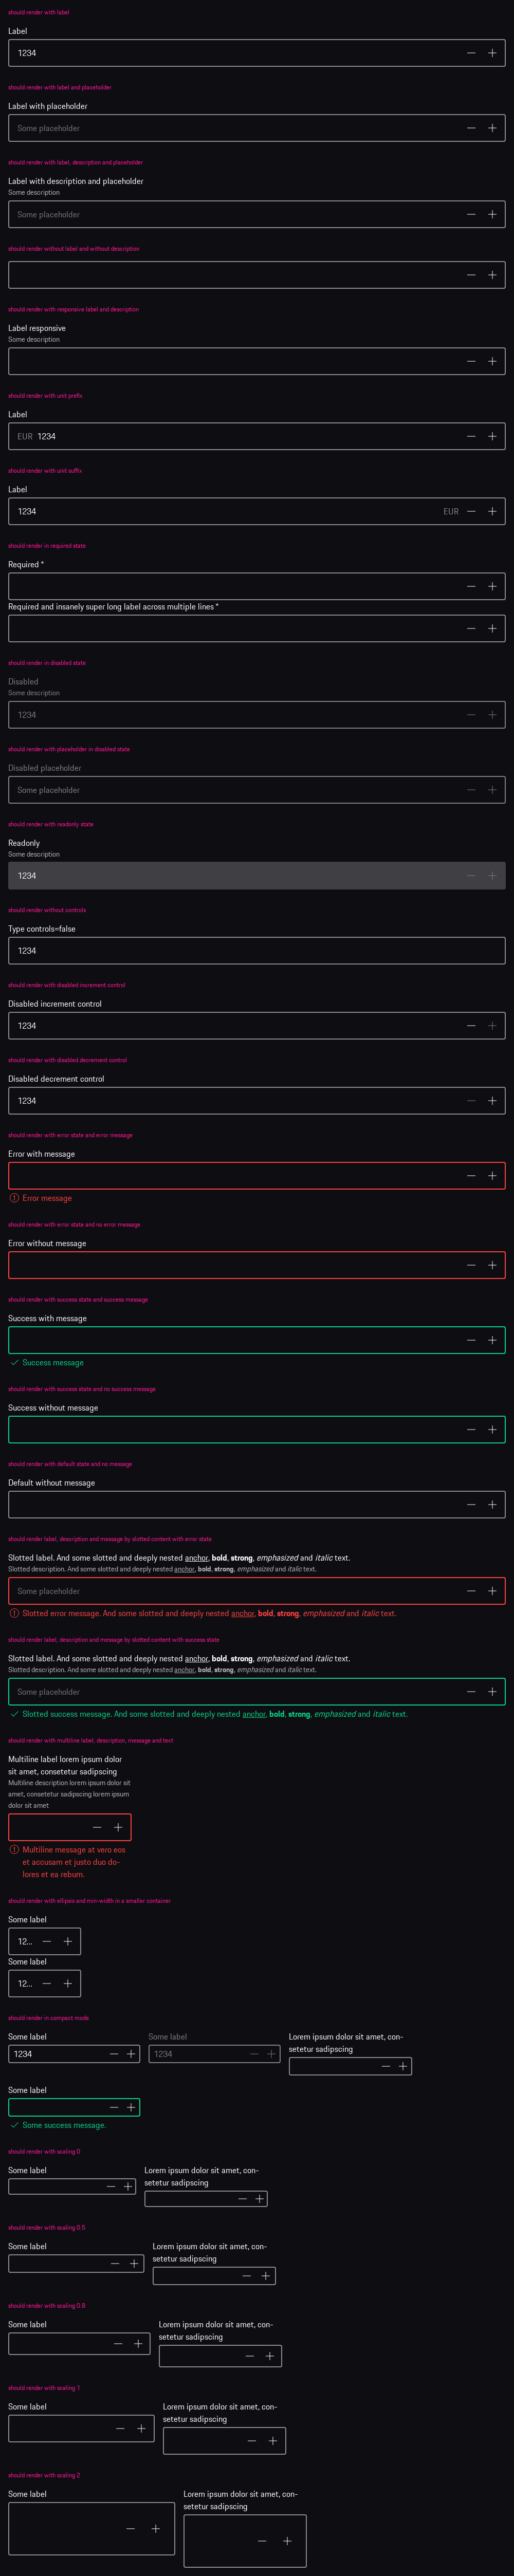 should render with label
Label
1234
should render with label and placeholder
Label with placeholder
Some placeholder
should render with label, description and placeholder
Label with description and placeholder
Some description
Some placeholder
should render without label and without description
should render with responsive label and description
Label responsive
Some description
should render with unit prefix
Label
EUR 1234
should render with unit suffix
Label
1234 EUR
should render in required state
Required *
Required and insanely super long label across multiple lines *
should render in disabled state
Disabled
Some description
1234
should render with placeholder in disabled state
Disabled placeholder
Some placeholder
should render with readonly state
Readonly
Some description
1234
should render without controls
Type controls=false
1234
should render with disabled increment control
Disabled increment control
1234
should render with disabled decrement control
Disabled decrement control
1234
should render with error state and error message
Error with message
Error message
should render with error state and no error message
Error without message
should render with success state and success message
Success with message
Success message
should render with success state and no success message
Success without message
should render with default state and no message
Default without message
should render label, description and message by slotted content with error state
Slotted label. And some slotted and deeply nested anchor, bold, strong, emphasized and italic text.
Slotted description. And some slotted and deeply nested anchor, bold, strong, emphasized and italic text.
Some placeholder
Slotted error message. And some slotted and deeply nested anchor, bold, strong, emphasized and italic text.
should render label, description and message by slotted content with success state
Slotted label. And some slotted and deeply nested anchor, bold, strong, emphasized and italic text.
Slotted description. And some slotted and deeply nested anchor, bold, strong, emphasized and italic text.
Some placeholder
Slotted success message. And some slotted and deeply nested anchor, bold, strong, emphasized and italic text.
should render with multiline label, description, message and text
Multiline label lorem ipsum dolor
sit amet, consetetur sadipscing
Multiline description lorem ipsum dolor sit
amet, consetetur sadipscing lorem ipsum
dolor sit amet
Multiline message at vero eos
et accusam et justo duo do-
lores et ea rebum.
should render with ellipsis and min-width in a smaller container
Some label
12...
Some label
12...
should render in compact mode
Some label
1234
Some label
1234
Lorem ipsum dolor sit amet, con-
setetur sadipscing
Some label
Some success message.
should render with scaling 0
Some label
Lorem ipsum dolor sit amet, con-
setetur sadipscing
should render with scaling 0.5
Some label
Lorem ipsum dolor sit amet, con-
setetur sadipscing
should render with scaling 0.8
Some label
Lorem ipsum dolor sit amet, con-
setetur sadipscing
should render with scaling 1
Some label
Lorem ipsum dolor sit amet, con-
setetur sadipscing
should render with scaling 2
Some label
Lorem ipsum dolor sit amet, con-
setetur sadipscing